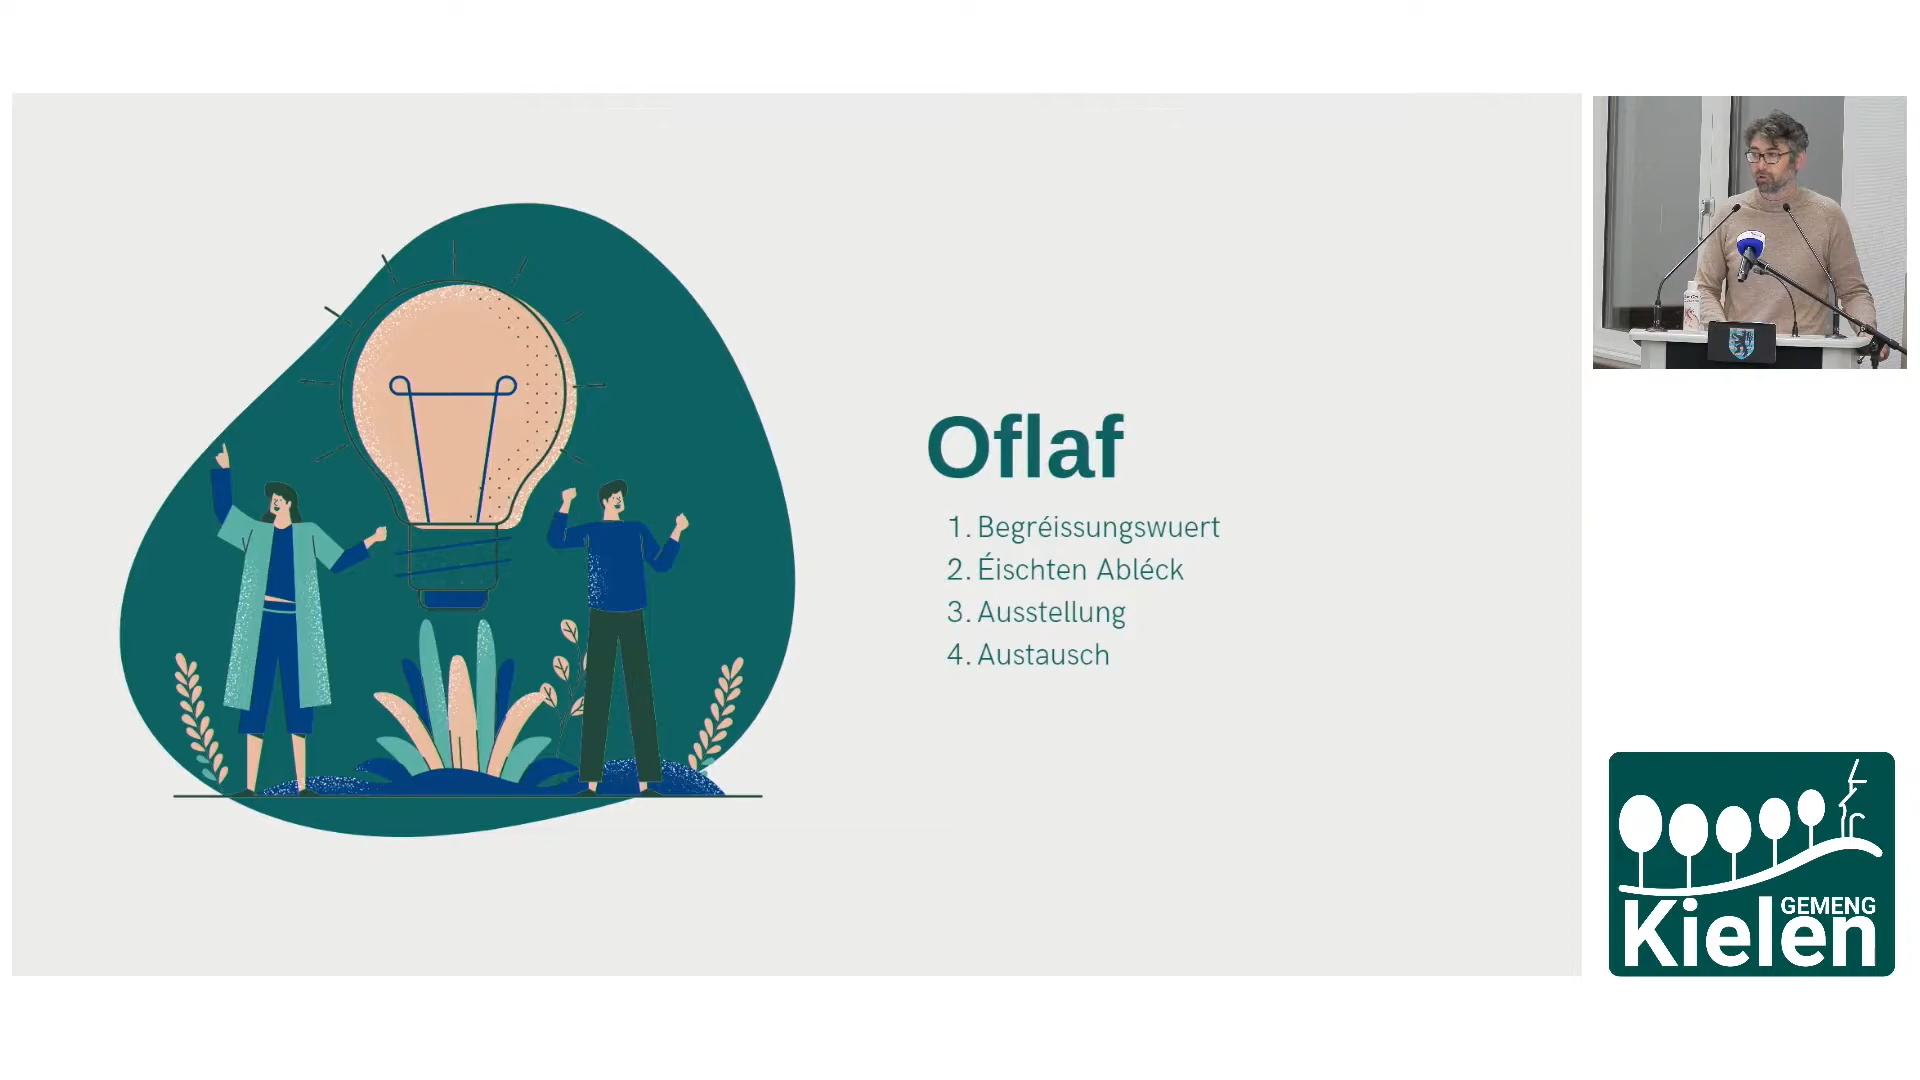 Oflaf
1. Begréissungswuert
2. Éischten Abléck
3. Ausstellung
4. Austausch
GEMENG
Kielen